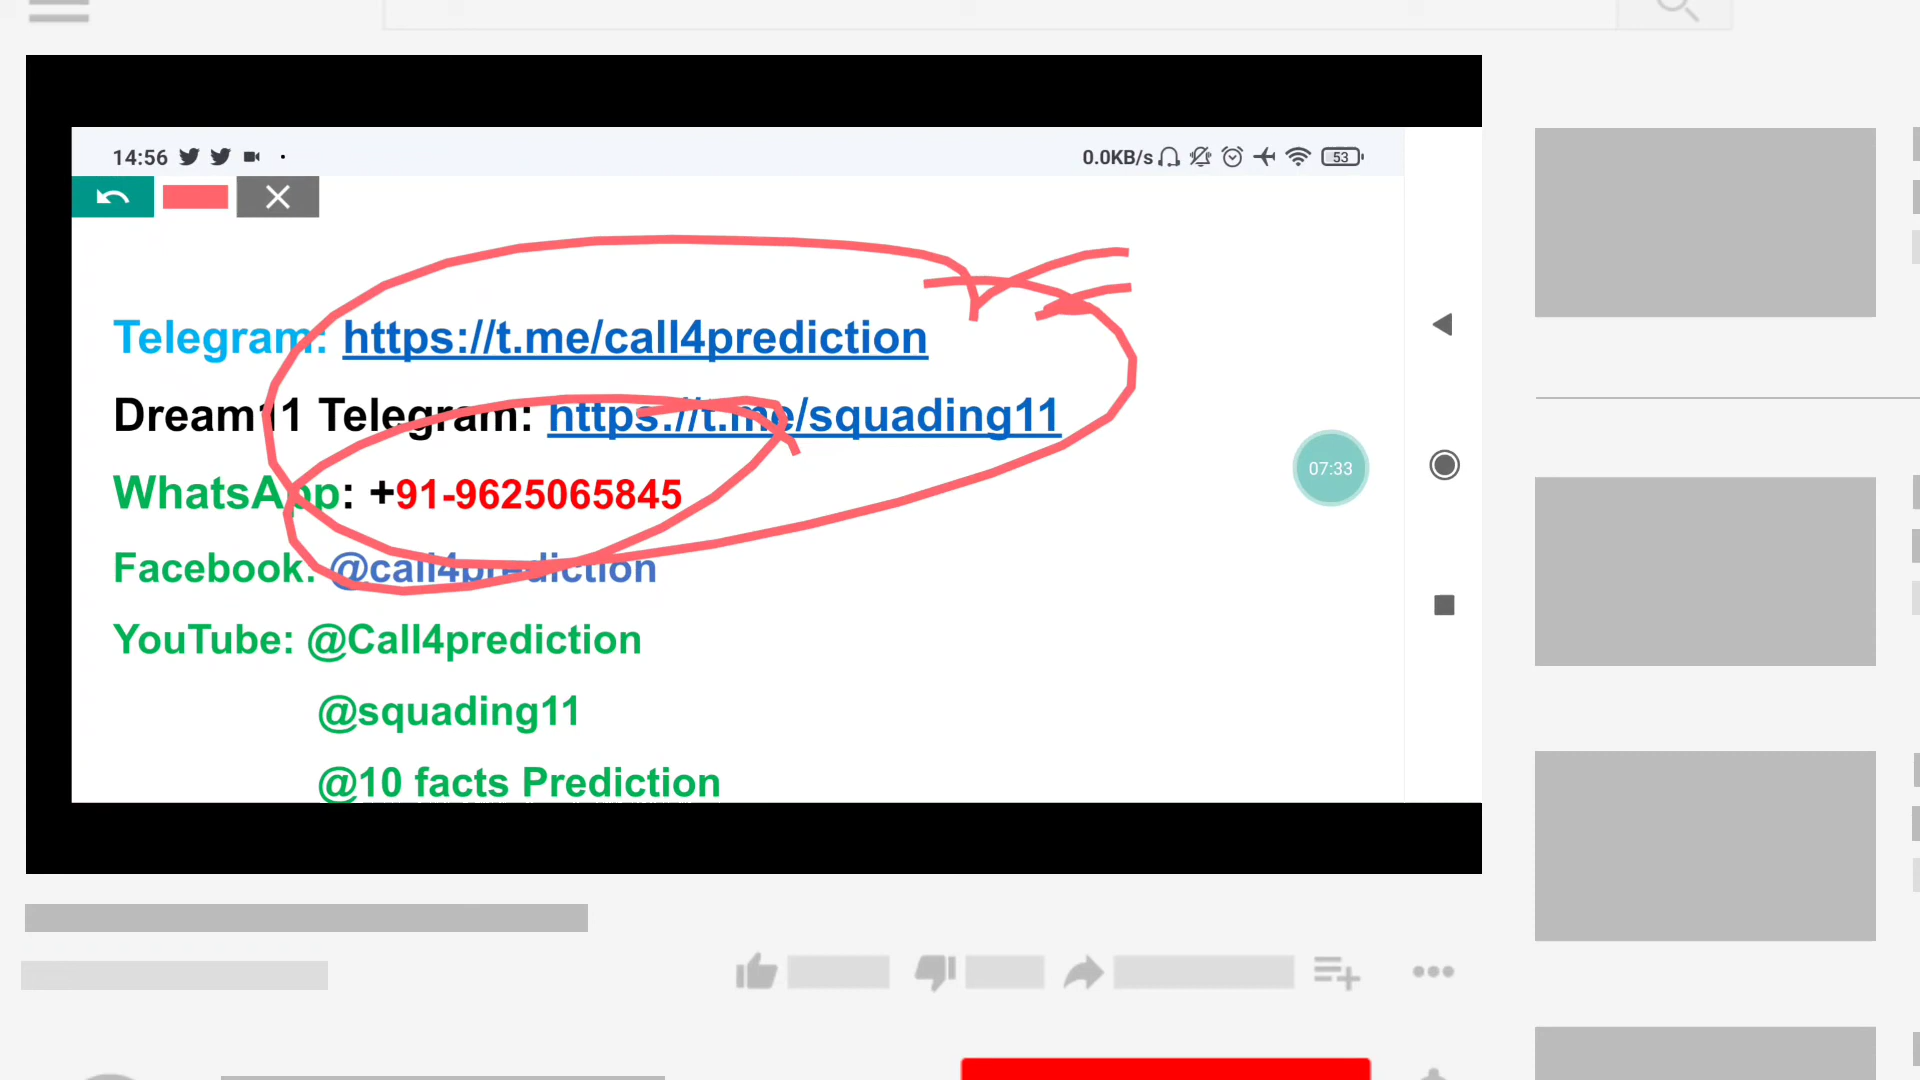 14:56 0.0KB/s 53
Telegram: https://t.me/call4prediction
Dream11 Telegram: https://t.me/squading11
WhatsApp: +91-9625065845
07:33
Facebook: @call4prediction
YouTube: @Call4prediction
@squading11
@10 facts Prediction